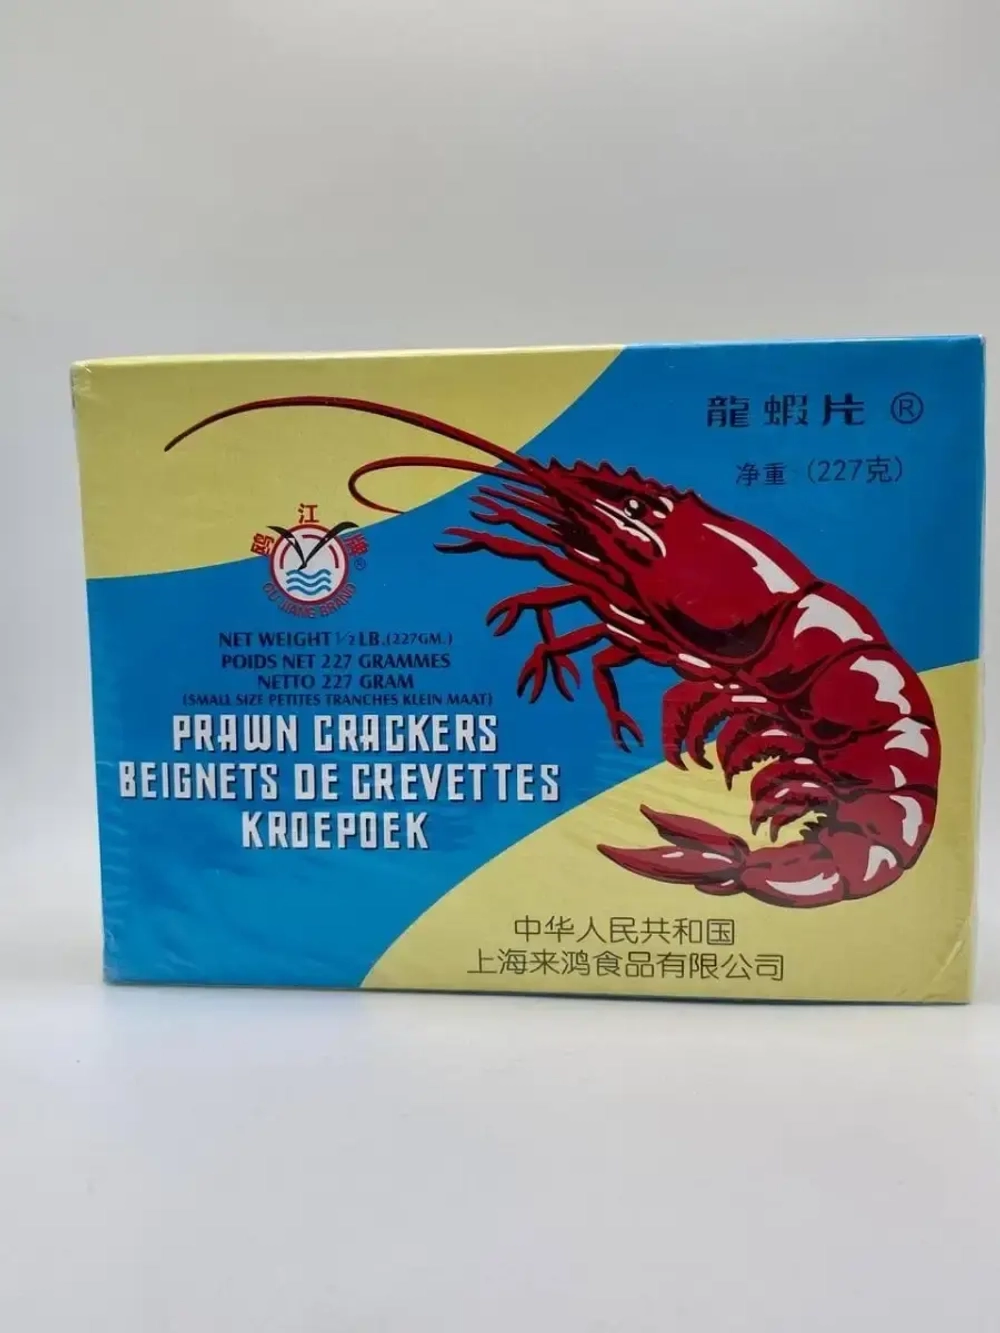 龍蝦片 ®
净重 (227克)
江
鸥 牌 ®
OU JIANG BRAND
NET WEIGHT 1/2 LB.(227GM.)
POIDS NET 227 GRAMMES
NETTO 227 GRAM
(SMALL SIZE PETITES TRANCHES KLEIN MAAT)
PRAWN CRACKERS
BEIGNETS DE CREVETTES
KROEPOEK
中华人民共和国
上海来鸿食品有限公司